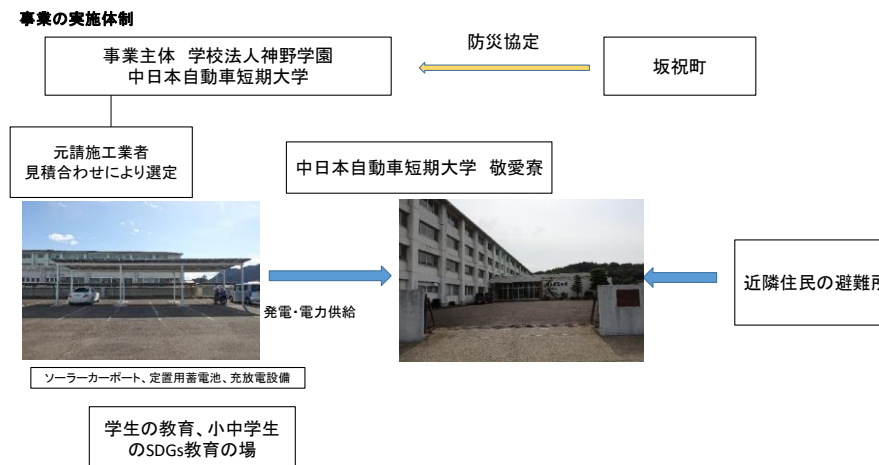 事業の実施体制
事業主体 学校法人神野学園
中日本自動車短期大学
防災協定
坂祝町
元請施工業者
見積合わせにより選定
中日本自動車短期大学 敬愛寮
発電・電力供給
近隣住民の避難所
ソーラーカーポート、定置用蓄電池、充放電設備
学生の教育、小中学生
のSDGs教育の場